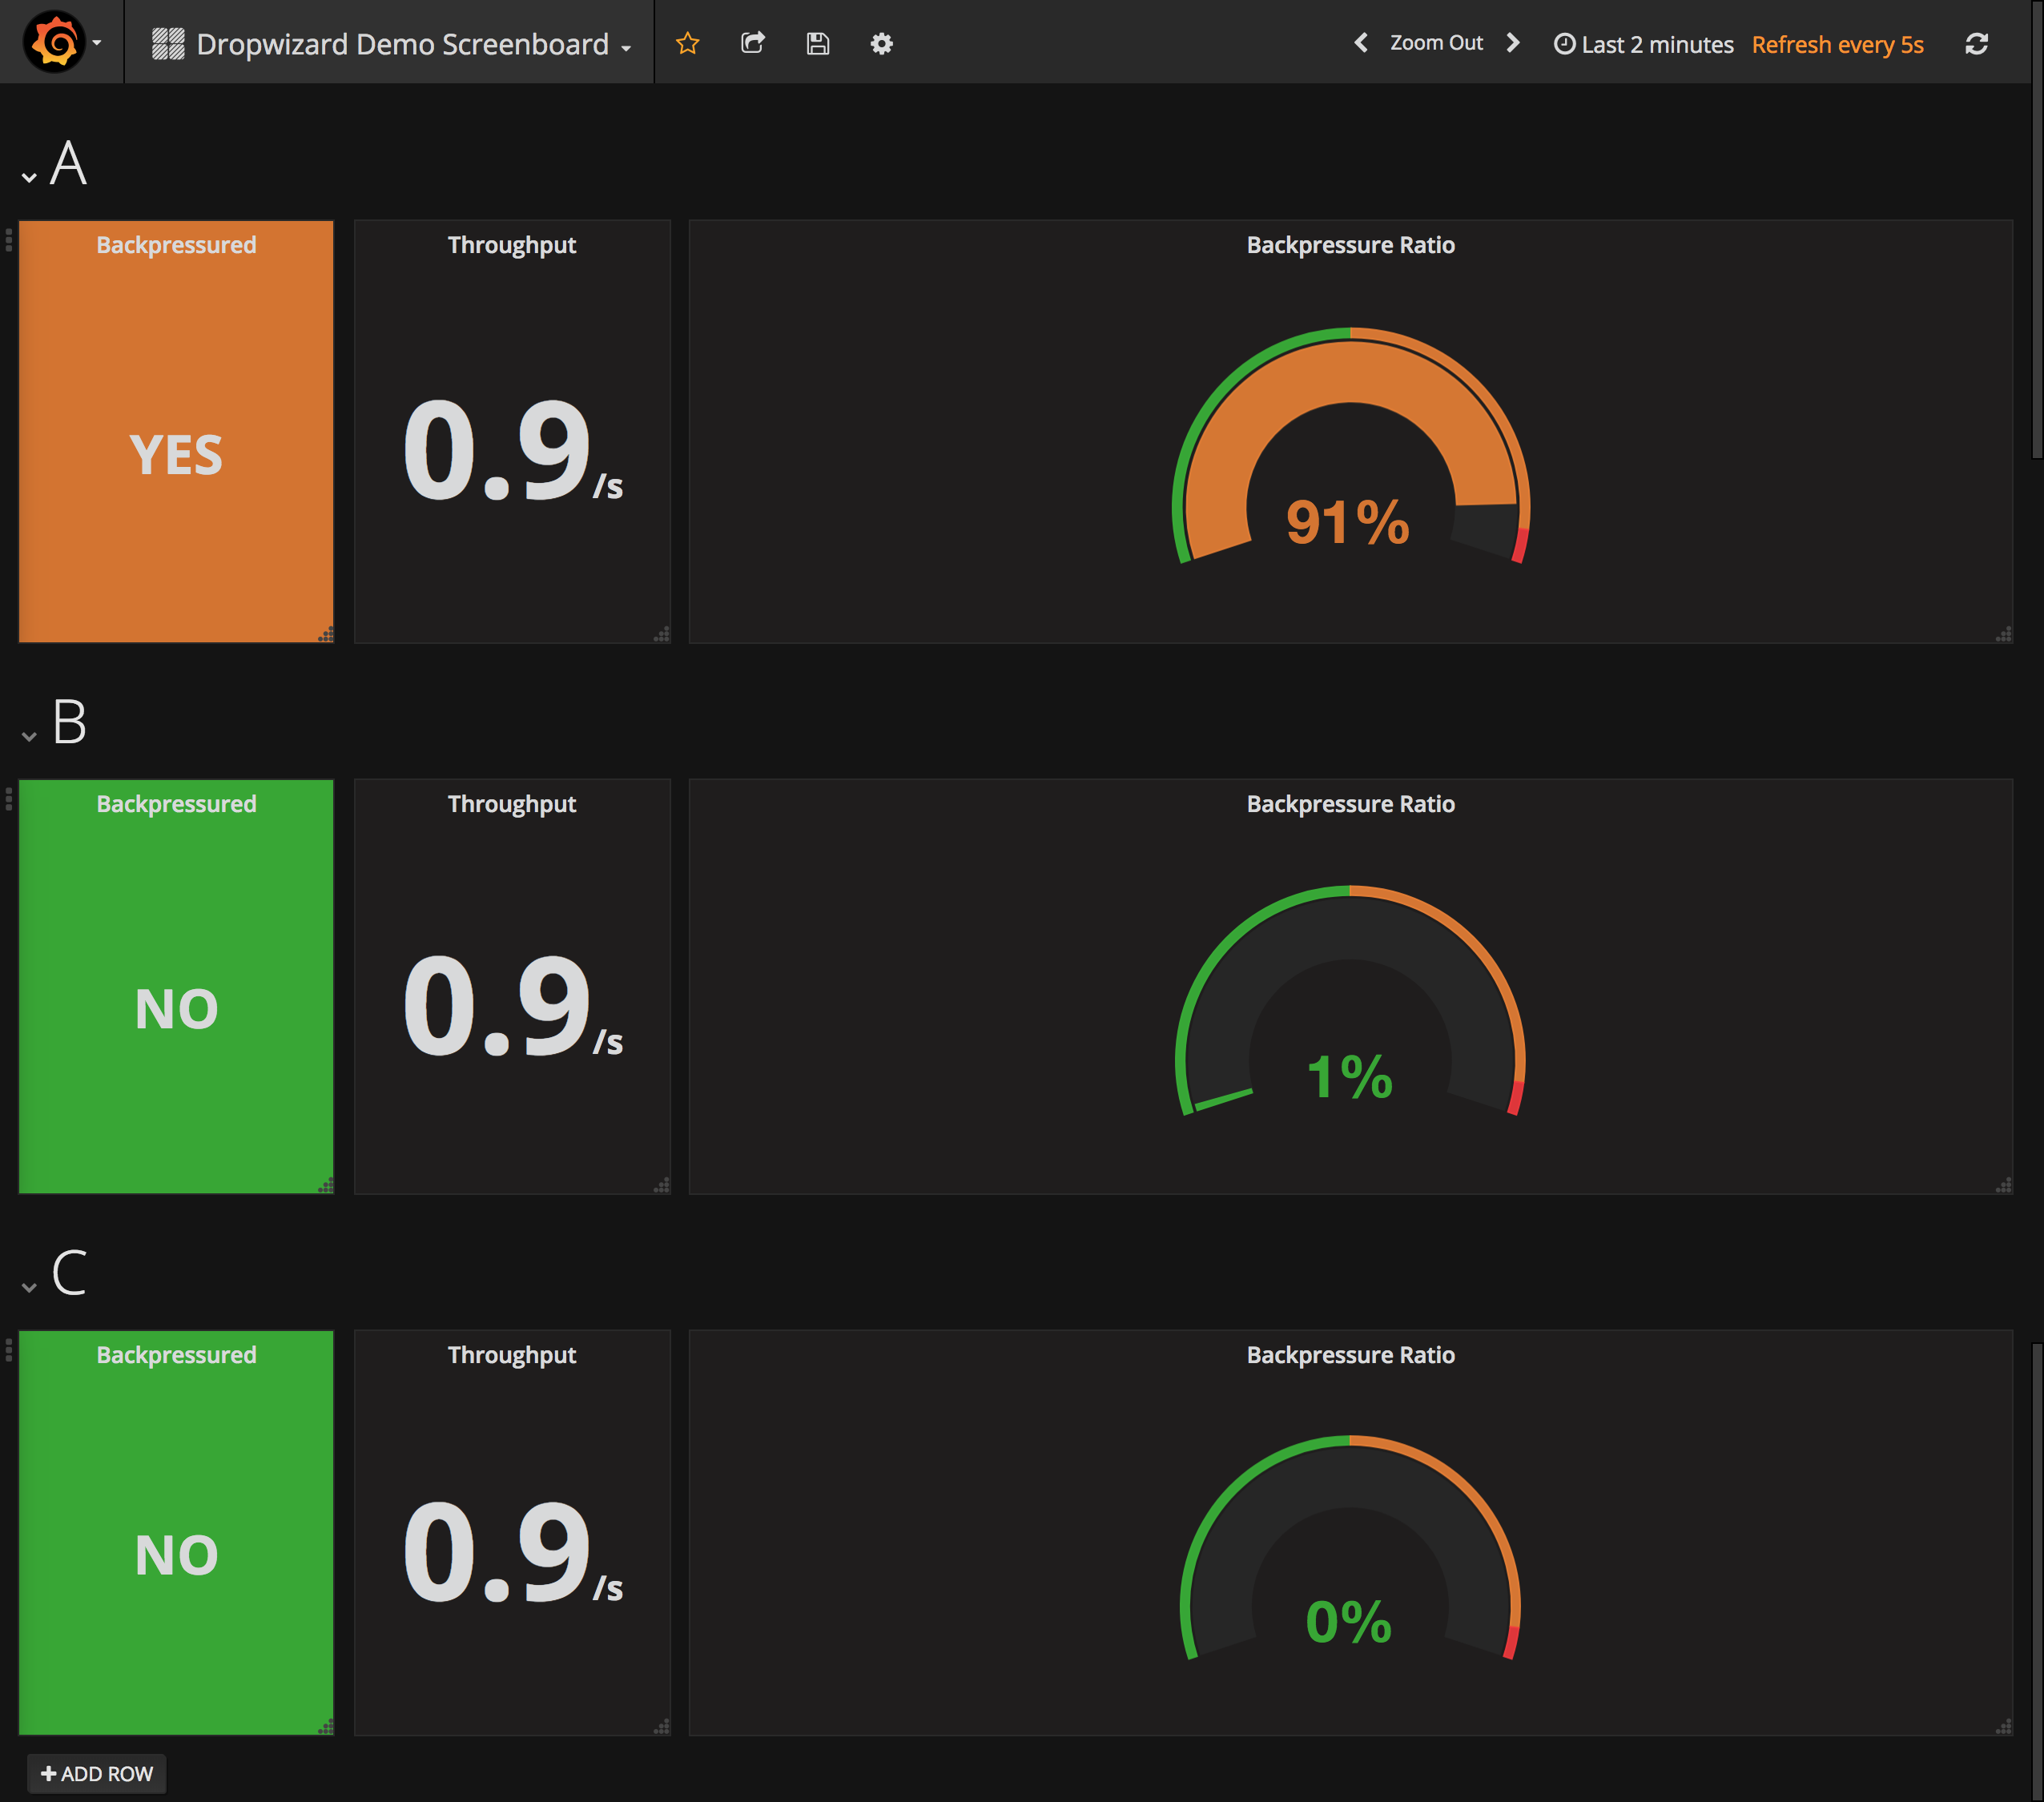 Dropwizard Demo Screenboard
Zoom Out
Last 2 minutes Refresh every 5s
A
Backpressured
YES
Throughput
0.9/s
Backpressure Ratio
91%
B
Backpressured
NO
Throughput
0.9/s
Backpressure Ratio
1%
C
Backpressured
NO
Throughput
0.9/s
Backpressure Ratio
0%
ADD ROW